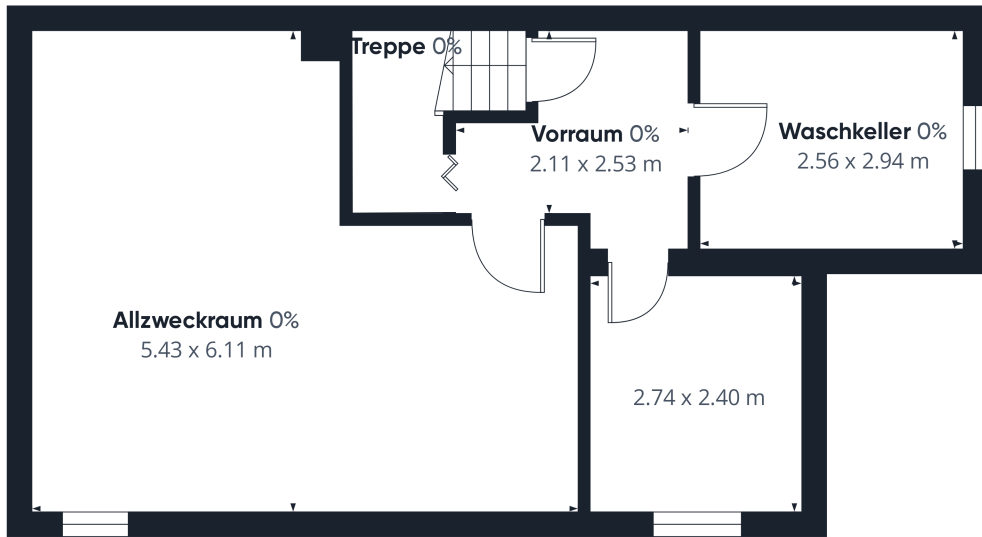 Treppe 0%
Vorraum 0%
2.11 x 2.53 m
Waschkeller 0%
2.56 x 2.94 m
Allzweckraum 0%
5.43 x 6.11 m
2.74 x 2.40 m